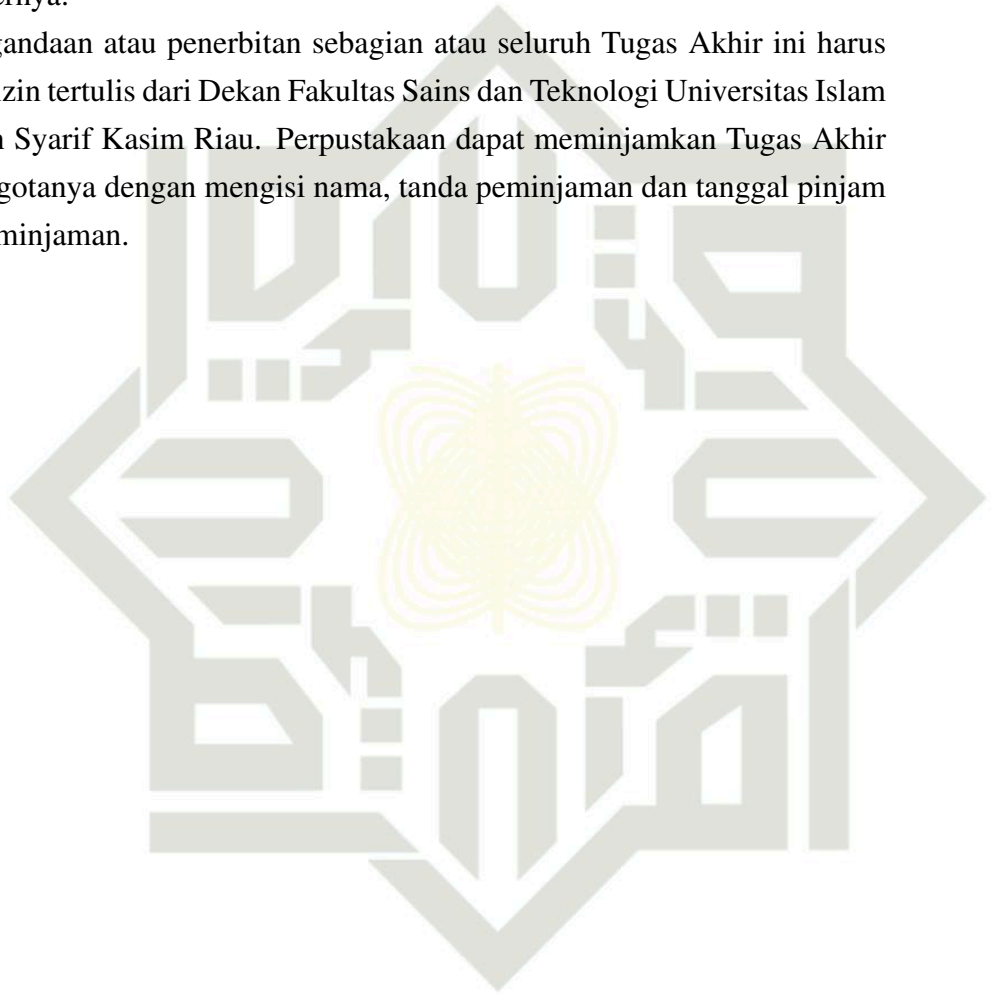 ernya.
gandaan atau penerbitan sebagian atau seluruh Tugas Akhir ini harus
izin tertulis dari Dekan Fakultas Sains dan Teknologi Universitas Islam
n Syarif Kasim Riau. Perpustakaan dapat meminjamkan Tugas Akhir
gotanya dengan mengisi nama, tanda peminjaman dan tanggal pinjam
minjaman.